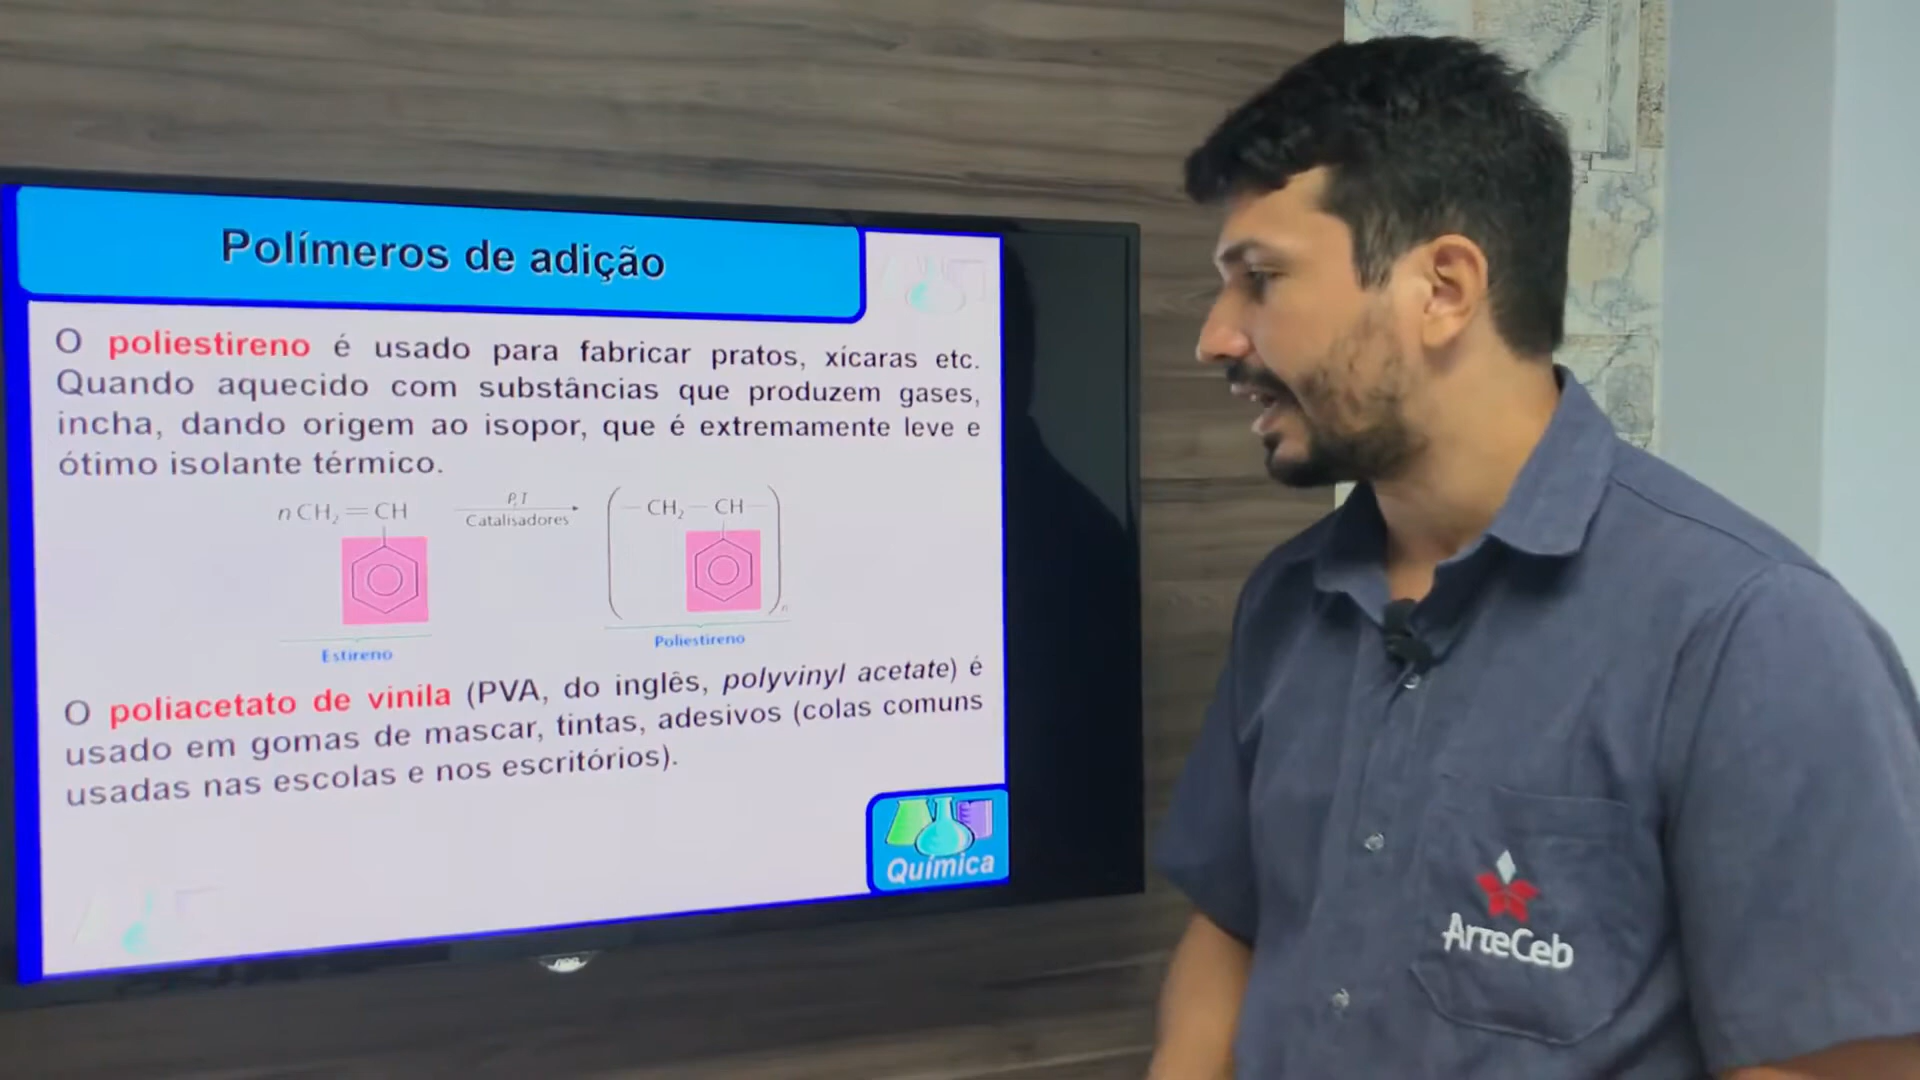 Polímeros de adição
O poliestireno é usado para fabricar pratos, xícaras etc.
Quando aquecido com substâncias que produzem gases,
incha, dando origem ao isopor, que é extremamente leve e
ótimo isolante térmico.
n CH₂ = CH
P,T
Catalisadores
( — CH₂ — CH — )n
Estireno
Poliestireno
O poliacetato de vinila (PVA, do inglês, polyvinyl acetate) é
usado em gomas de mascar, tintas, adesivos (colas comuns
usadas nas escolas e nos escritórios).
Química
ArteCeb